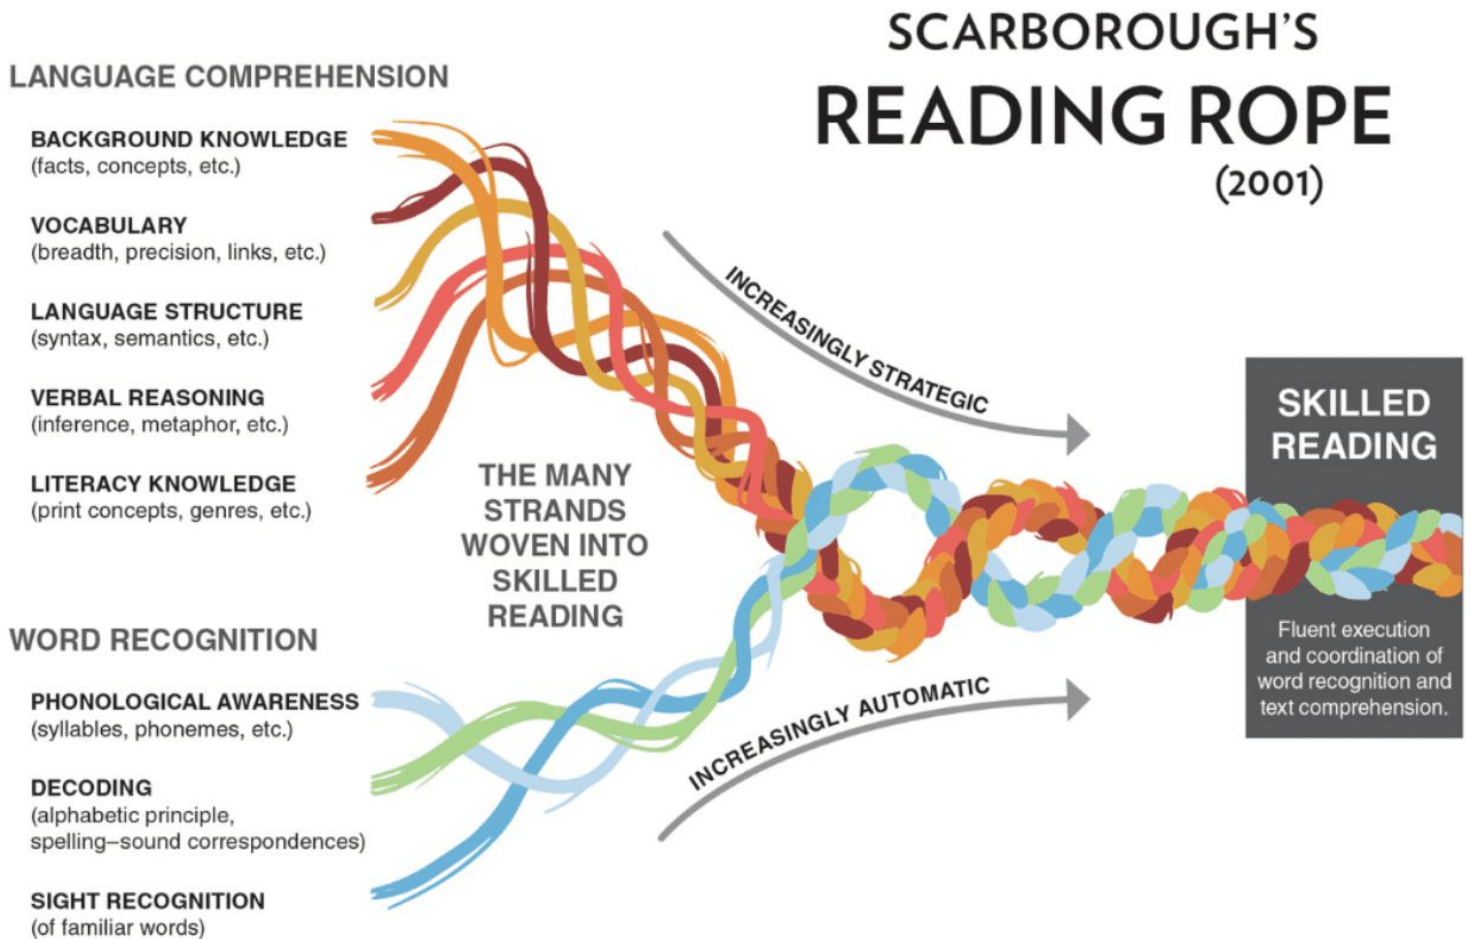 SCARBOROUGH'S
READING ROPE
(2001)
LANGUAGE COMPREHENSION
BACKGROUND KNOWLEDGE
(facts, concepts, etc.)
VOCABULARY
(breadth, precision, links, etc.)
LANGUAGE STRUCTURE
(syntax, semantics, etc.)
VERBAL REASONING
(inference, metaphor, etc.)
LITERACY KNOWLEDGE
(print concepts, genres, etc.)
WORD RECOGNITION
PHONOLOGICAL AWARENESS
(syllables, phonemes, etc.)
DECODING
(alphabetic principle,
spelling–sound correspondences)
SIGHT RECOGNITION
(of familiar words)
THE MANY
STRANDS
WOVEN INTO
SKILLED
READING
INCREASINGLY STRATEGIC
INCREASINGLY AUTOMATIC
SKILLED
READING
Fluent execution
and coordination of
word recognition and
text comprehension.